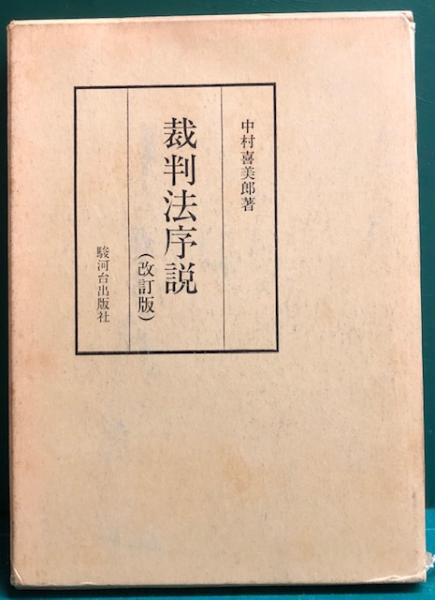 中村喜美郎著
裁判法序説
(改訂版)
駿河台出版社